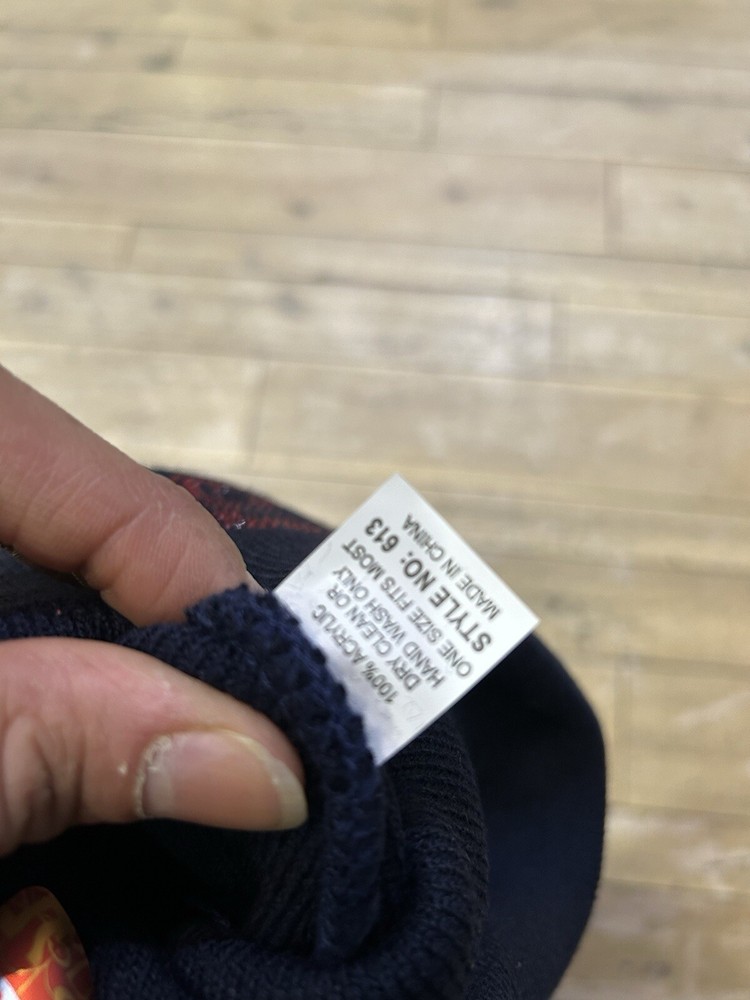 100% ACRYLIC
DRY CLEAN OR
HAND WASH ONLY
ONE SIZE FITS MOST
STYLE NO: 613
MADE IN CHINA